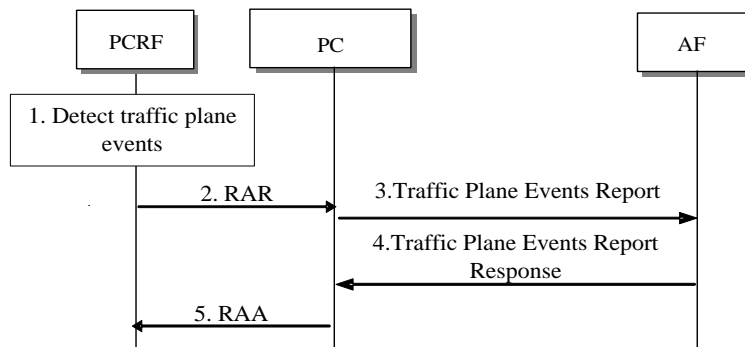 PCRF
PC
AF
1. Detect traffic plane
events
2. RAR
3.Traffic Plane Events Report
4.Traffic Plane Events Report
Response
5. RAA